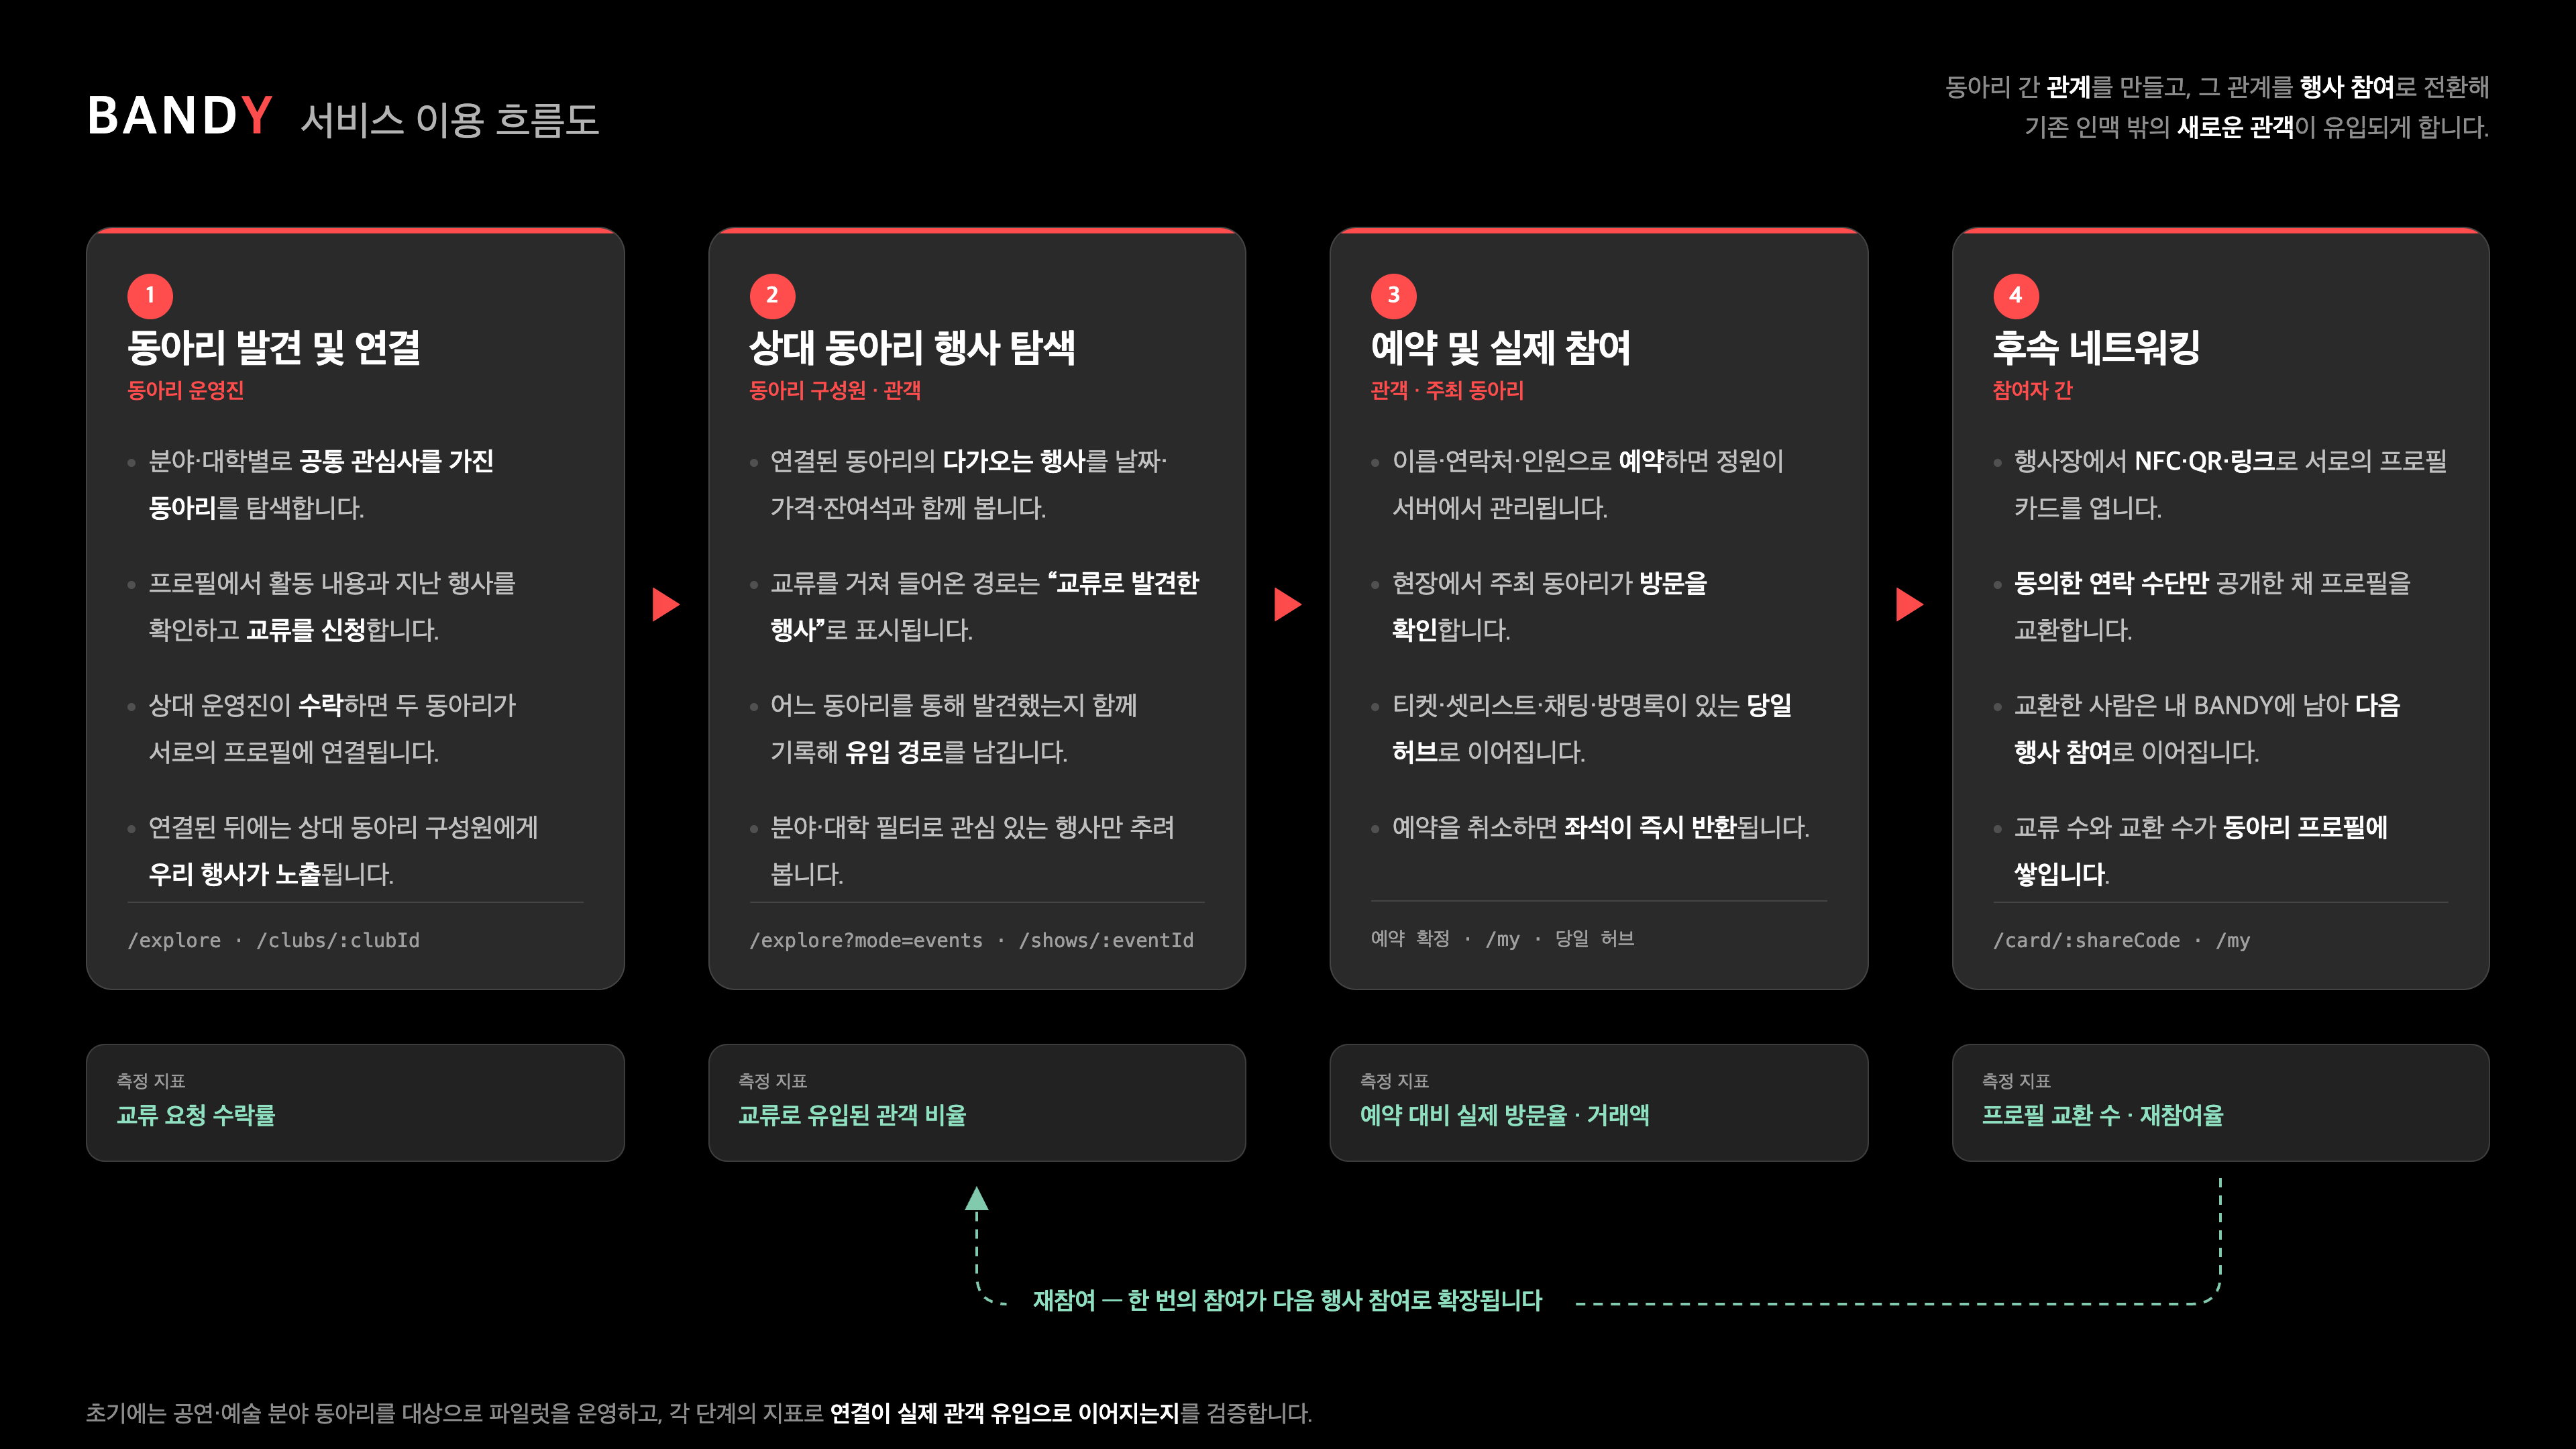 BANDY 서비스 이용 흐름도
동아리 간 관계를 만들고, 그 관계를 행사 참여로 전환해
기존 인맥 밖의 새로운 관객이 유입되게 합니다.
1
동아리 발견 및 연결
동아리 운영진
분야·대학별로 공통 관심사를 가진
동아리를 탐색합니다.
프로필에서 활동 내용과 지난 행사를
확인하고 교류를 신청합니다.
상대 운영진이 수락하면 두 동아리가
서로의 프로필에 연결됩니다.
연결된 뒤에는 상대 동아리 구성원에게
우리 행사가 노출됩니다.
/explore · /clubs/:clubId
2
상대 동아리 행사 탐색
동아리 구성원 · 관객
연결된 동아리의 다가오는 행사를 날짜·
가격·잔여석과 함께 봅니다.
교류를 거쳐 들어온 경로는 “교류로 발견한
행사”로 표시됩니다.
어느 동아리를 통해 발견했는지 함께
기록해 유입 경로를 남깁니다.
분야·대학 필터로 관심 있는 행사만 추려
봅니다.
/explore?mode=events · /shows/:eventId
3
예약 및 실제 참여
관객 · 주최 동아리
이름·연락처·인원으로 예약하면 정원이
서버에서 관리됩니다.
현장에서 주최 동아리가 방문을
확인합니다.
티켓·셋리스트·채팅·방명록이 있는 당일
허브로 이어집니다.
예약을 취소하면 좌석이 즉시 반환됩니다.
예약 확정 · /my · 당일 허브
4
후속 네트워킹
참여자 간
행사장에서 NFC·QR·링크로 서로의 프로필
카드를 엽니다.
동의한 연락 수단만 공개한 채 프로필을
교환합니다.
교환한 사람은 내 BANDY에 남아 다음
행사 참여로 이어집니다.
교류 수와 교환 수가 동아리 프로필에
쌓입니다.
/card/:shareCode · /my
측정 지표
교류 요청 수락률
측정 지표
교류로 유입된 관객 비율
측정 지표
예약 대비 실제 방문율 · 거래액
측정 지표
프로필 교환 수 · 재참여율
재참여 — 한 번의 참여가 다음 행사 참여로 확장됩니다
초기에는 공연·예술 분야 동아리를 대상으로 파일럿을 운영하고, 각 단계의 지표로 연결이 실제 관객 유입으로 이어지는지를 검증합니다.